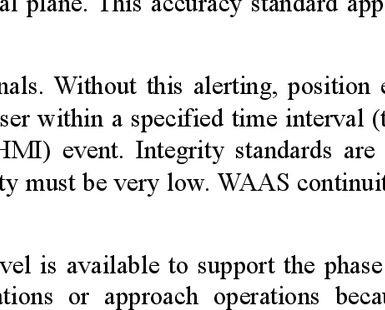 al plane. This accuracy standard app
nals. Without this alerting, position e
ser within a specified time interval (t
HMI) event. Integrity standards are
ty must be very low. WAAS continuit
vel is available to support the phase
ations or approach operations becau